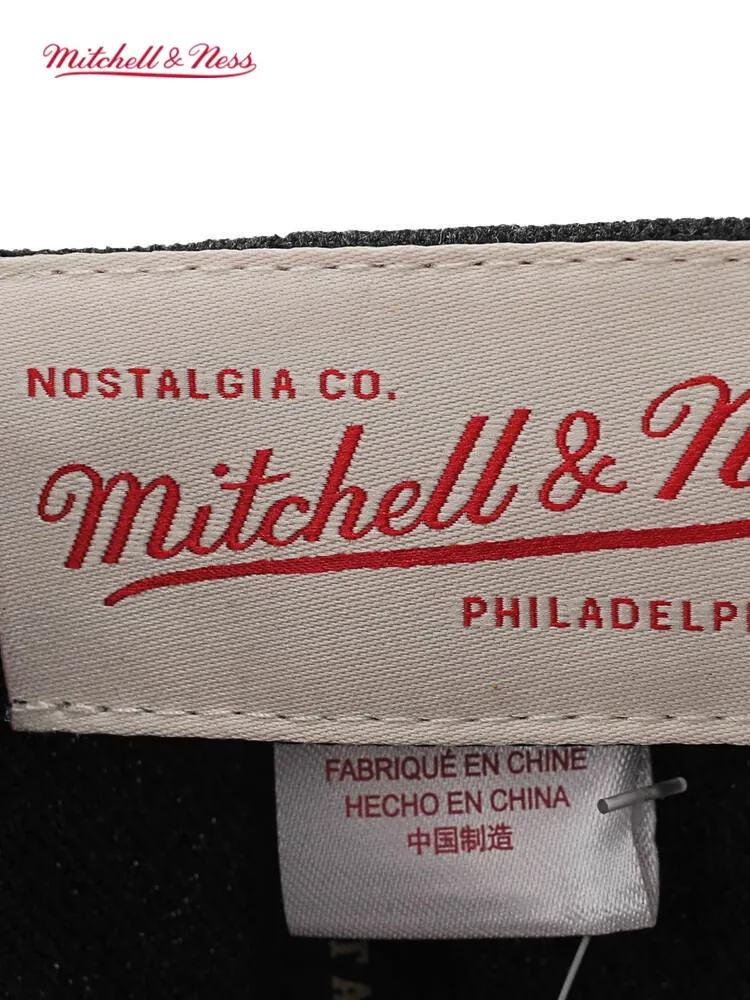 Mitchell & Ness
NOSTALGIA CO.
Mitchell & N
PHILADELP
FABRIQUÉ EN CHINE
HECHO EN CHINA
中国制造